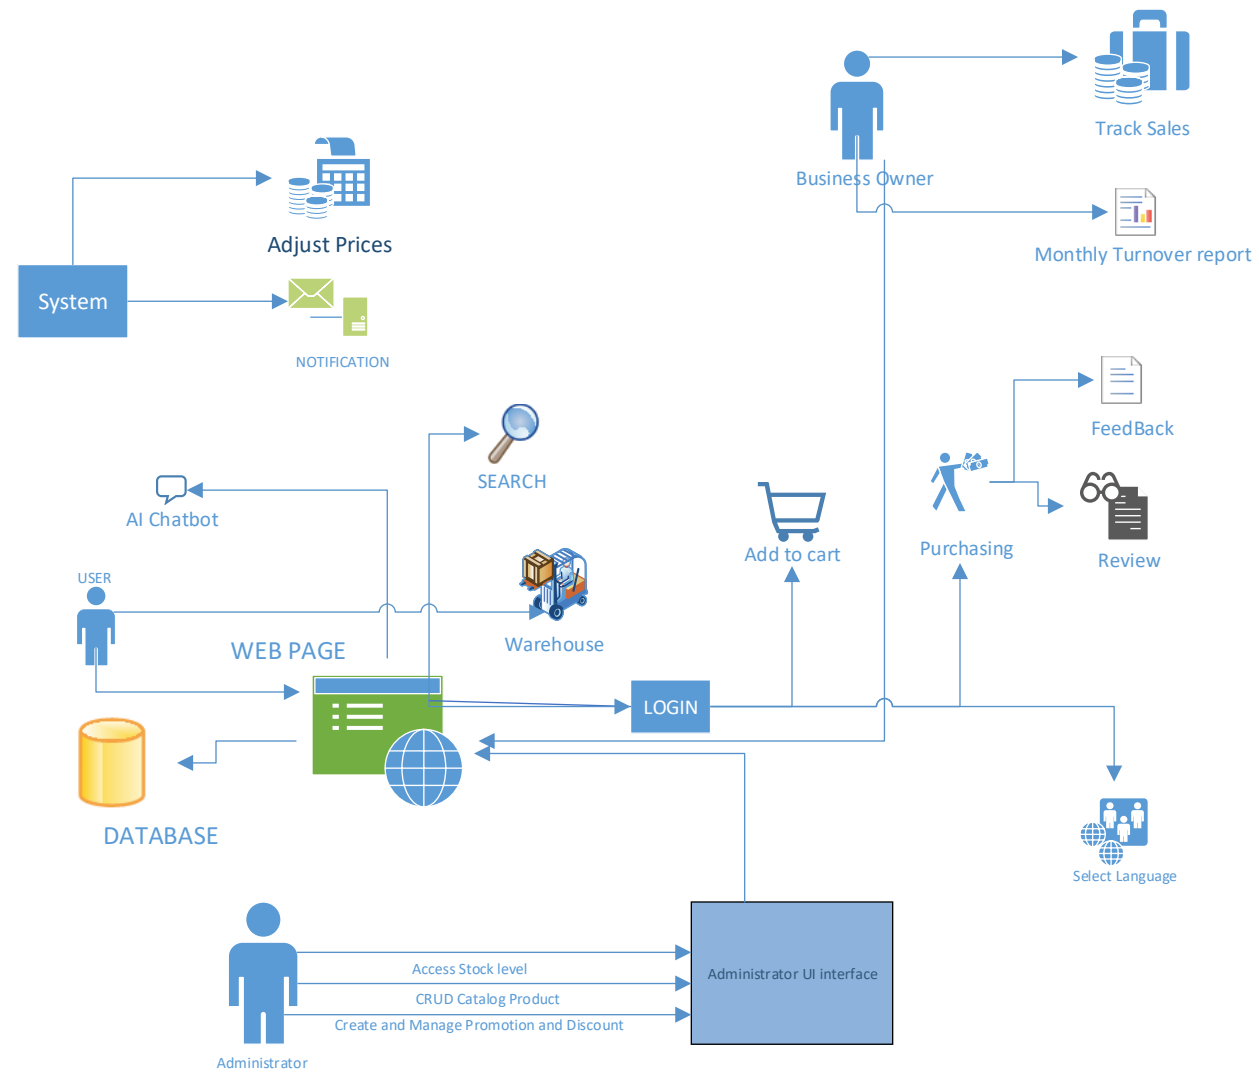 Track Sales
Business Owner
Adjust Prices
Monthly Turnover report
System
NOTIFICATION
FeedBack
SEARCH
AI Chatbot
Purchasing
Add to cart
Review
USER
Warehouse
WEB PAGE
LOGIN
DATABASE
Select Language
Access Stock level
Administrator UI interface
CRUD Catalog Product
Create and Manage Promotion and Discount
Administrator